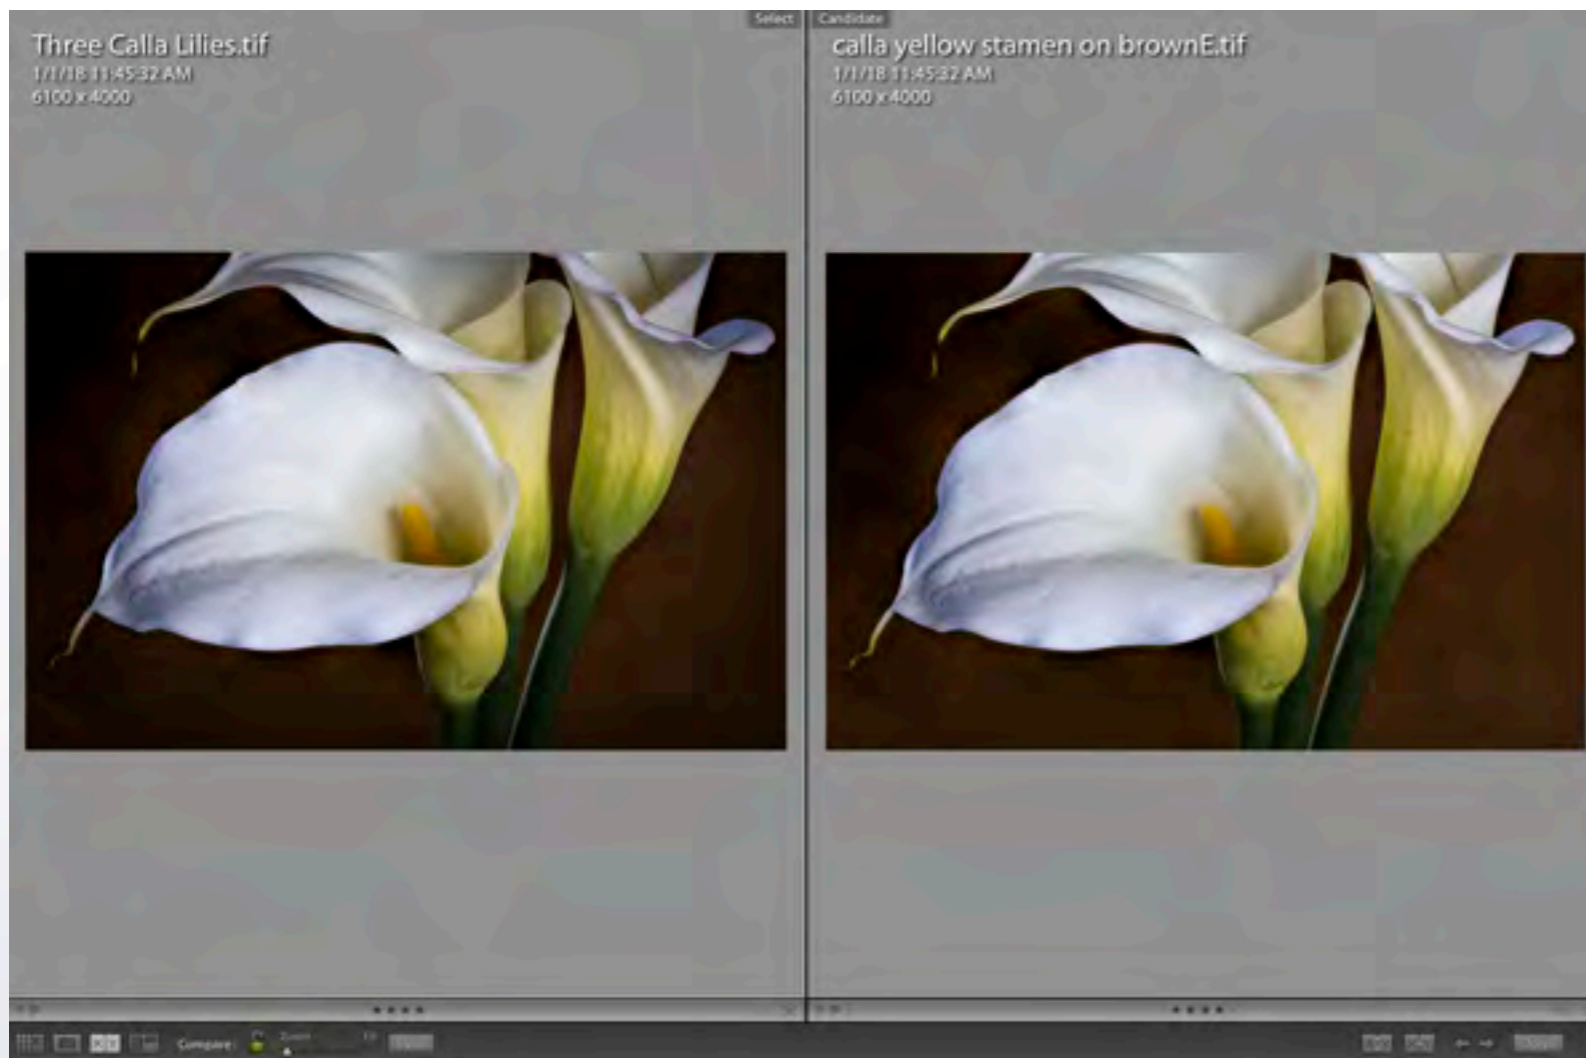 Select
Candidate
Three Calla Lilies.tif
1/1/18 11:45:32 AM
6100 x 4000
calla yellow stamen on brownE.tif
1/1/18 11:45:32 AM
6100 x 4000
Compare:
Zoom